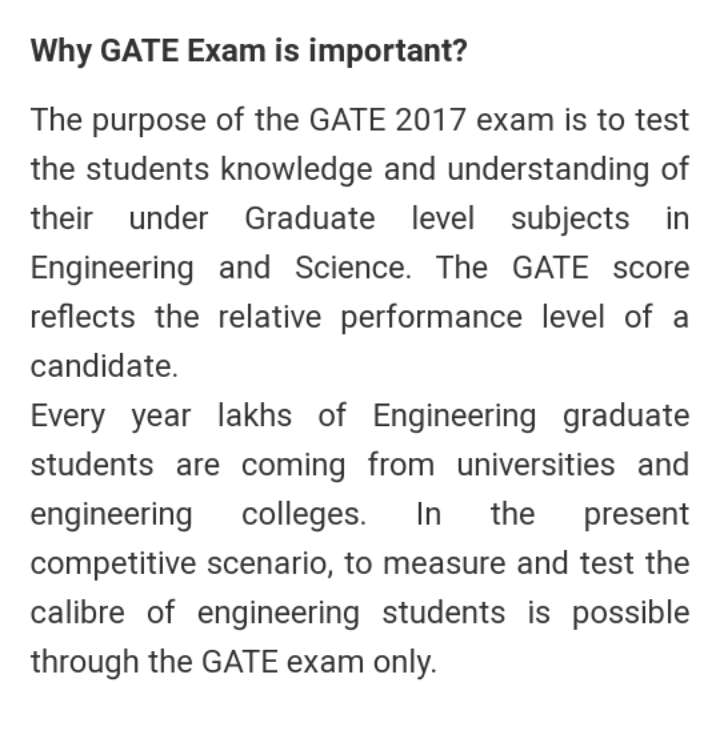 Why GATE Exam is important?
The purpose of the GATE 2017 exam is to test
the students knowledge and understanding of
their under Graduate level subjects in
Engineering and Science. The GATE score
reflects the relative performance level of a
candidate.
Every year lakhs of Engineering graduate
students are coming from universities and
engineering colleges. In the present
competitive scenario, to measure and test the
calibre of engineering students is possible
through the GATE exam only.